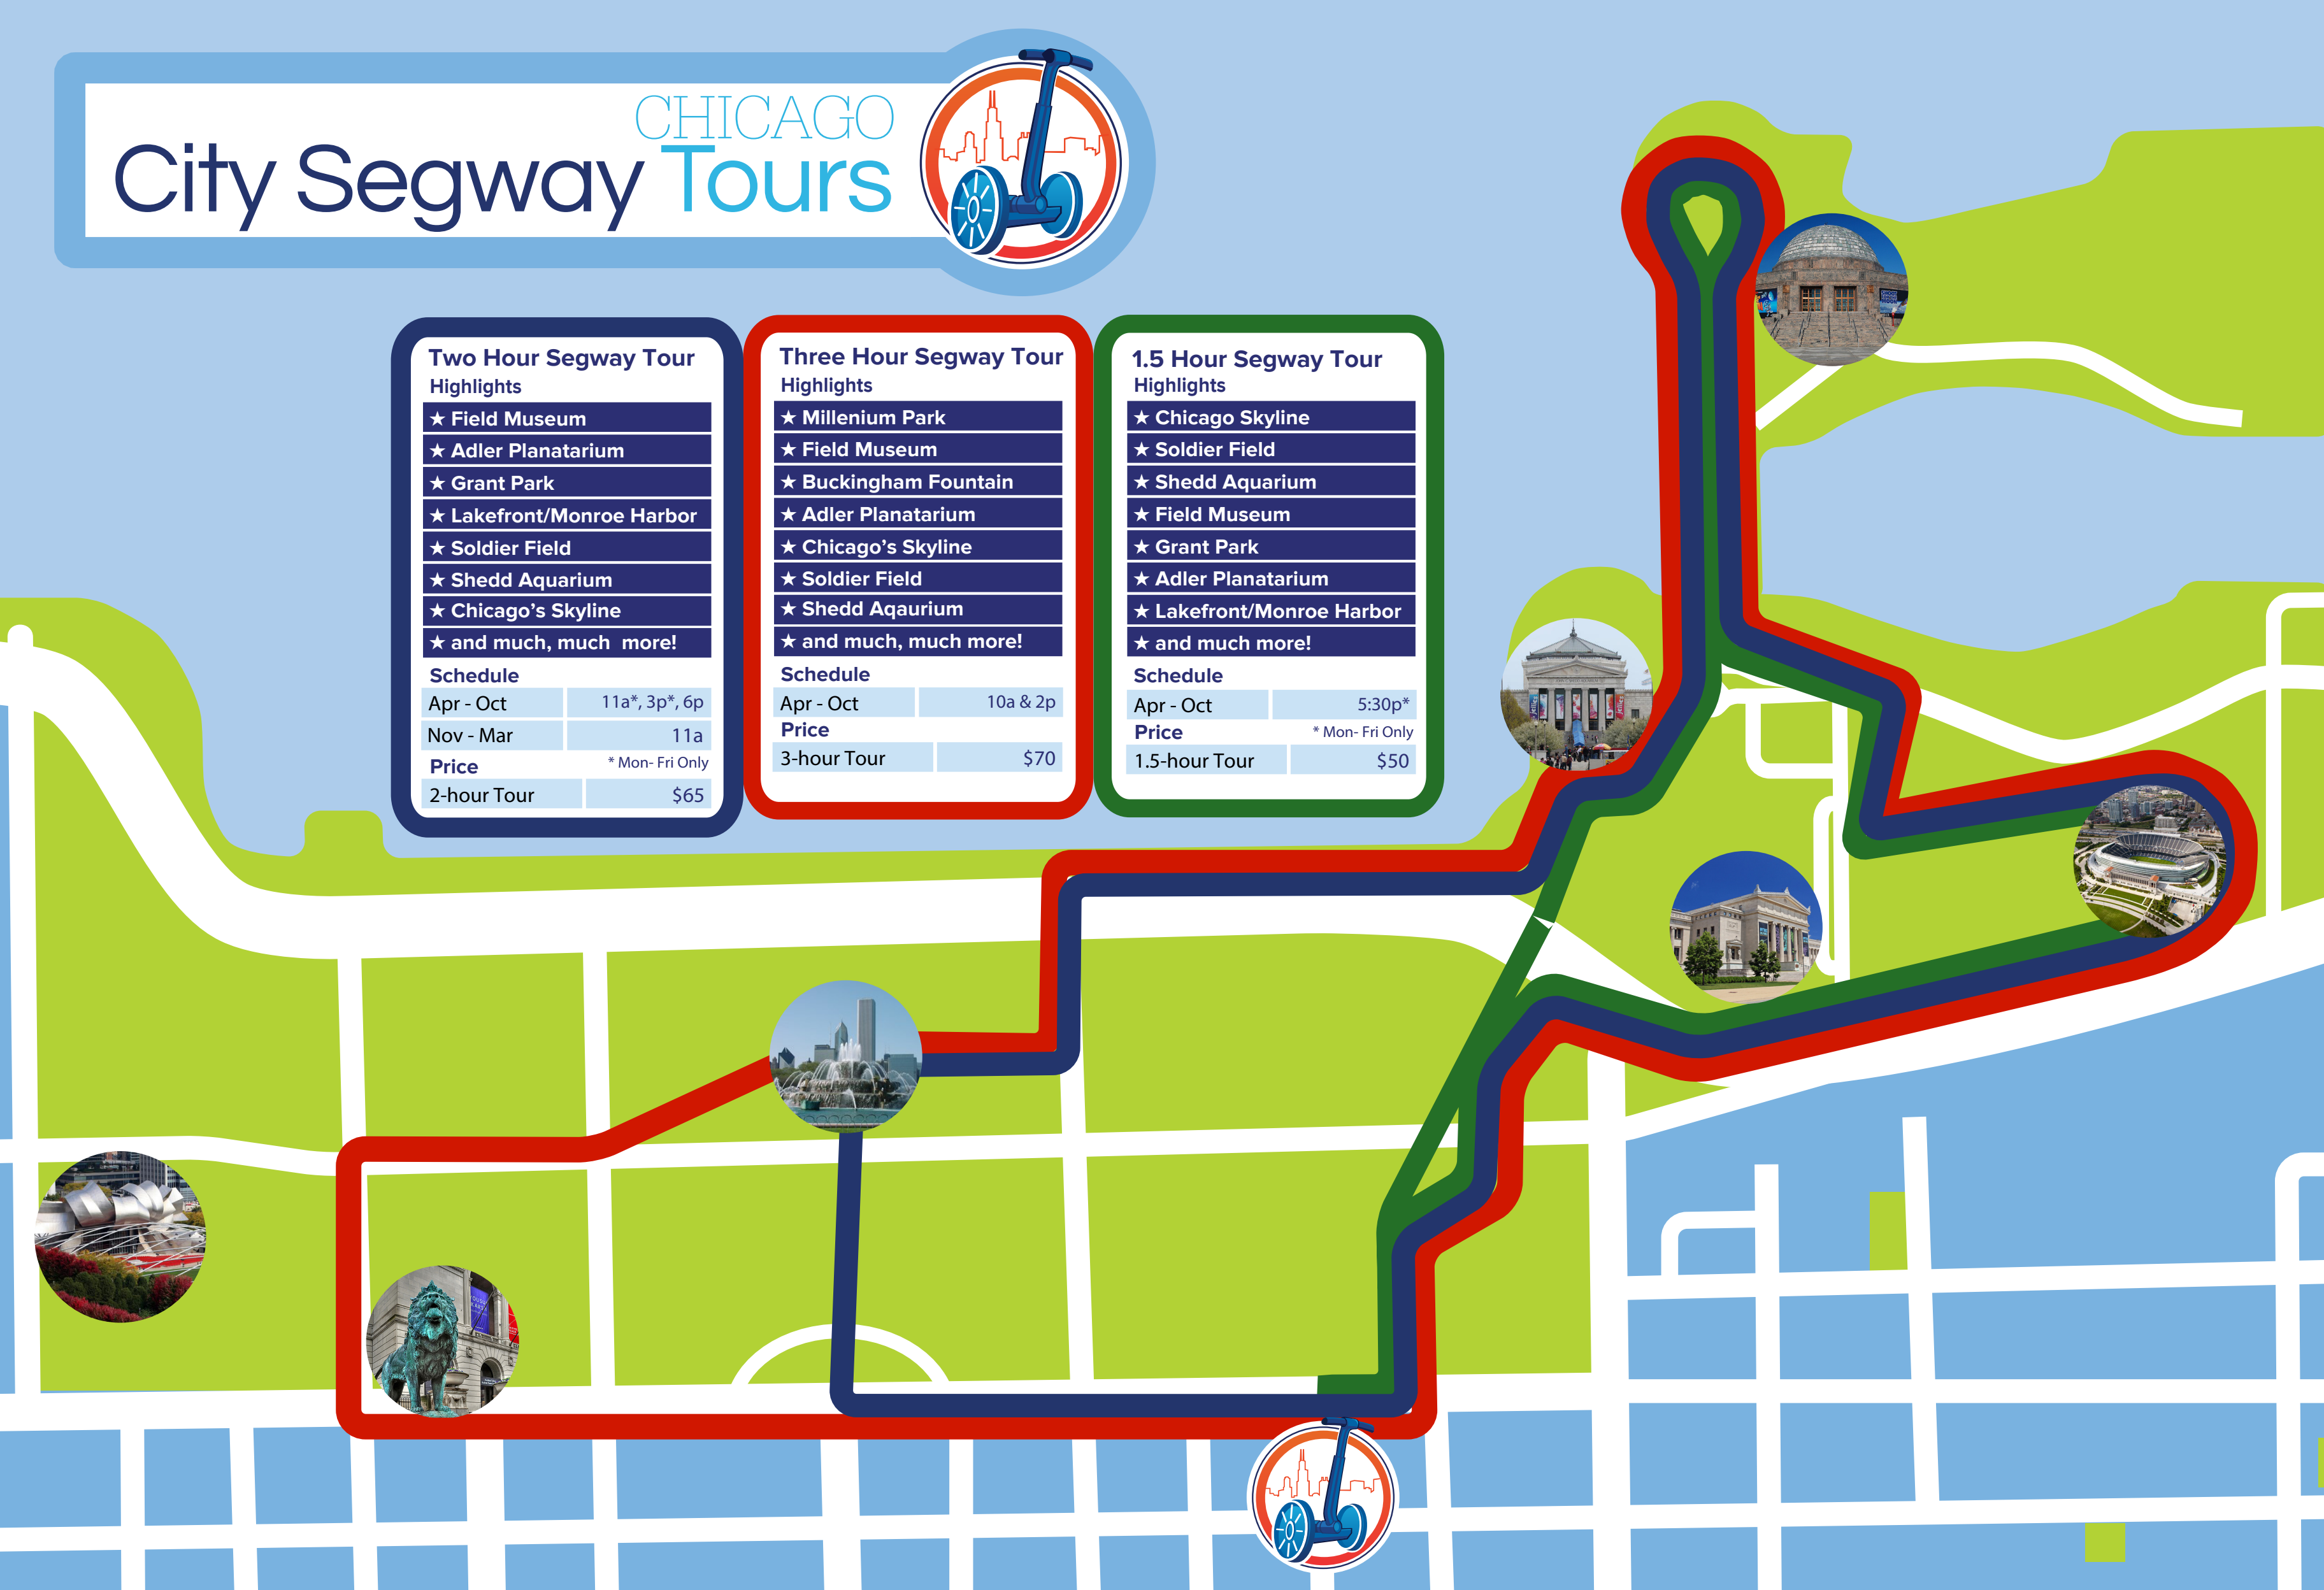 CHICAGO
City Segway Tours
Two Hour Segway Tour
Highlights
★ Field Museum
★ Adler Planatarium
★ Grant Park
★ Lakefront/Monroe Harbor
★ Soldier Field
★ Shedd Aquarium
★ Chicago's Skyline
★ and much, much more!
Schedule
Apr - Oct 11a*, 3p*, 6p
Nov - Mar 11a
Price * Mon- Fri Only
2-hour Tour $65
Three Hour Segway Tour
Highlights
★ Millenium Park
★ Field Museum
★ Buckingham Fountain
★ Adler Planatarium
★ Chicago's Skyline
★ Soldier Field
★ Shedd Aqaurium
★ and much, much more!
Schedule
Apr - Oct 10a & 2p
Price
3-hour Tour $70
1.5 Hour Segway Tour
Highlights
★ Chicago Skyline
★ Soldier Field
★ Shedd Aquarium
★ Field Museum
★ Grant Park
★ Adler Planatarium
★ Lakefront/Monroe Harbor
★ and much more!
Schedule
Apr - Oct 5:30p*
Price * Mon- Fri Only
1.5-hour Tour $50